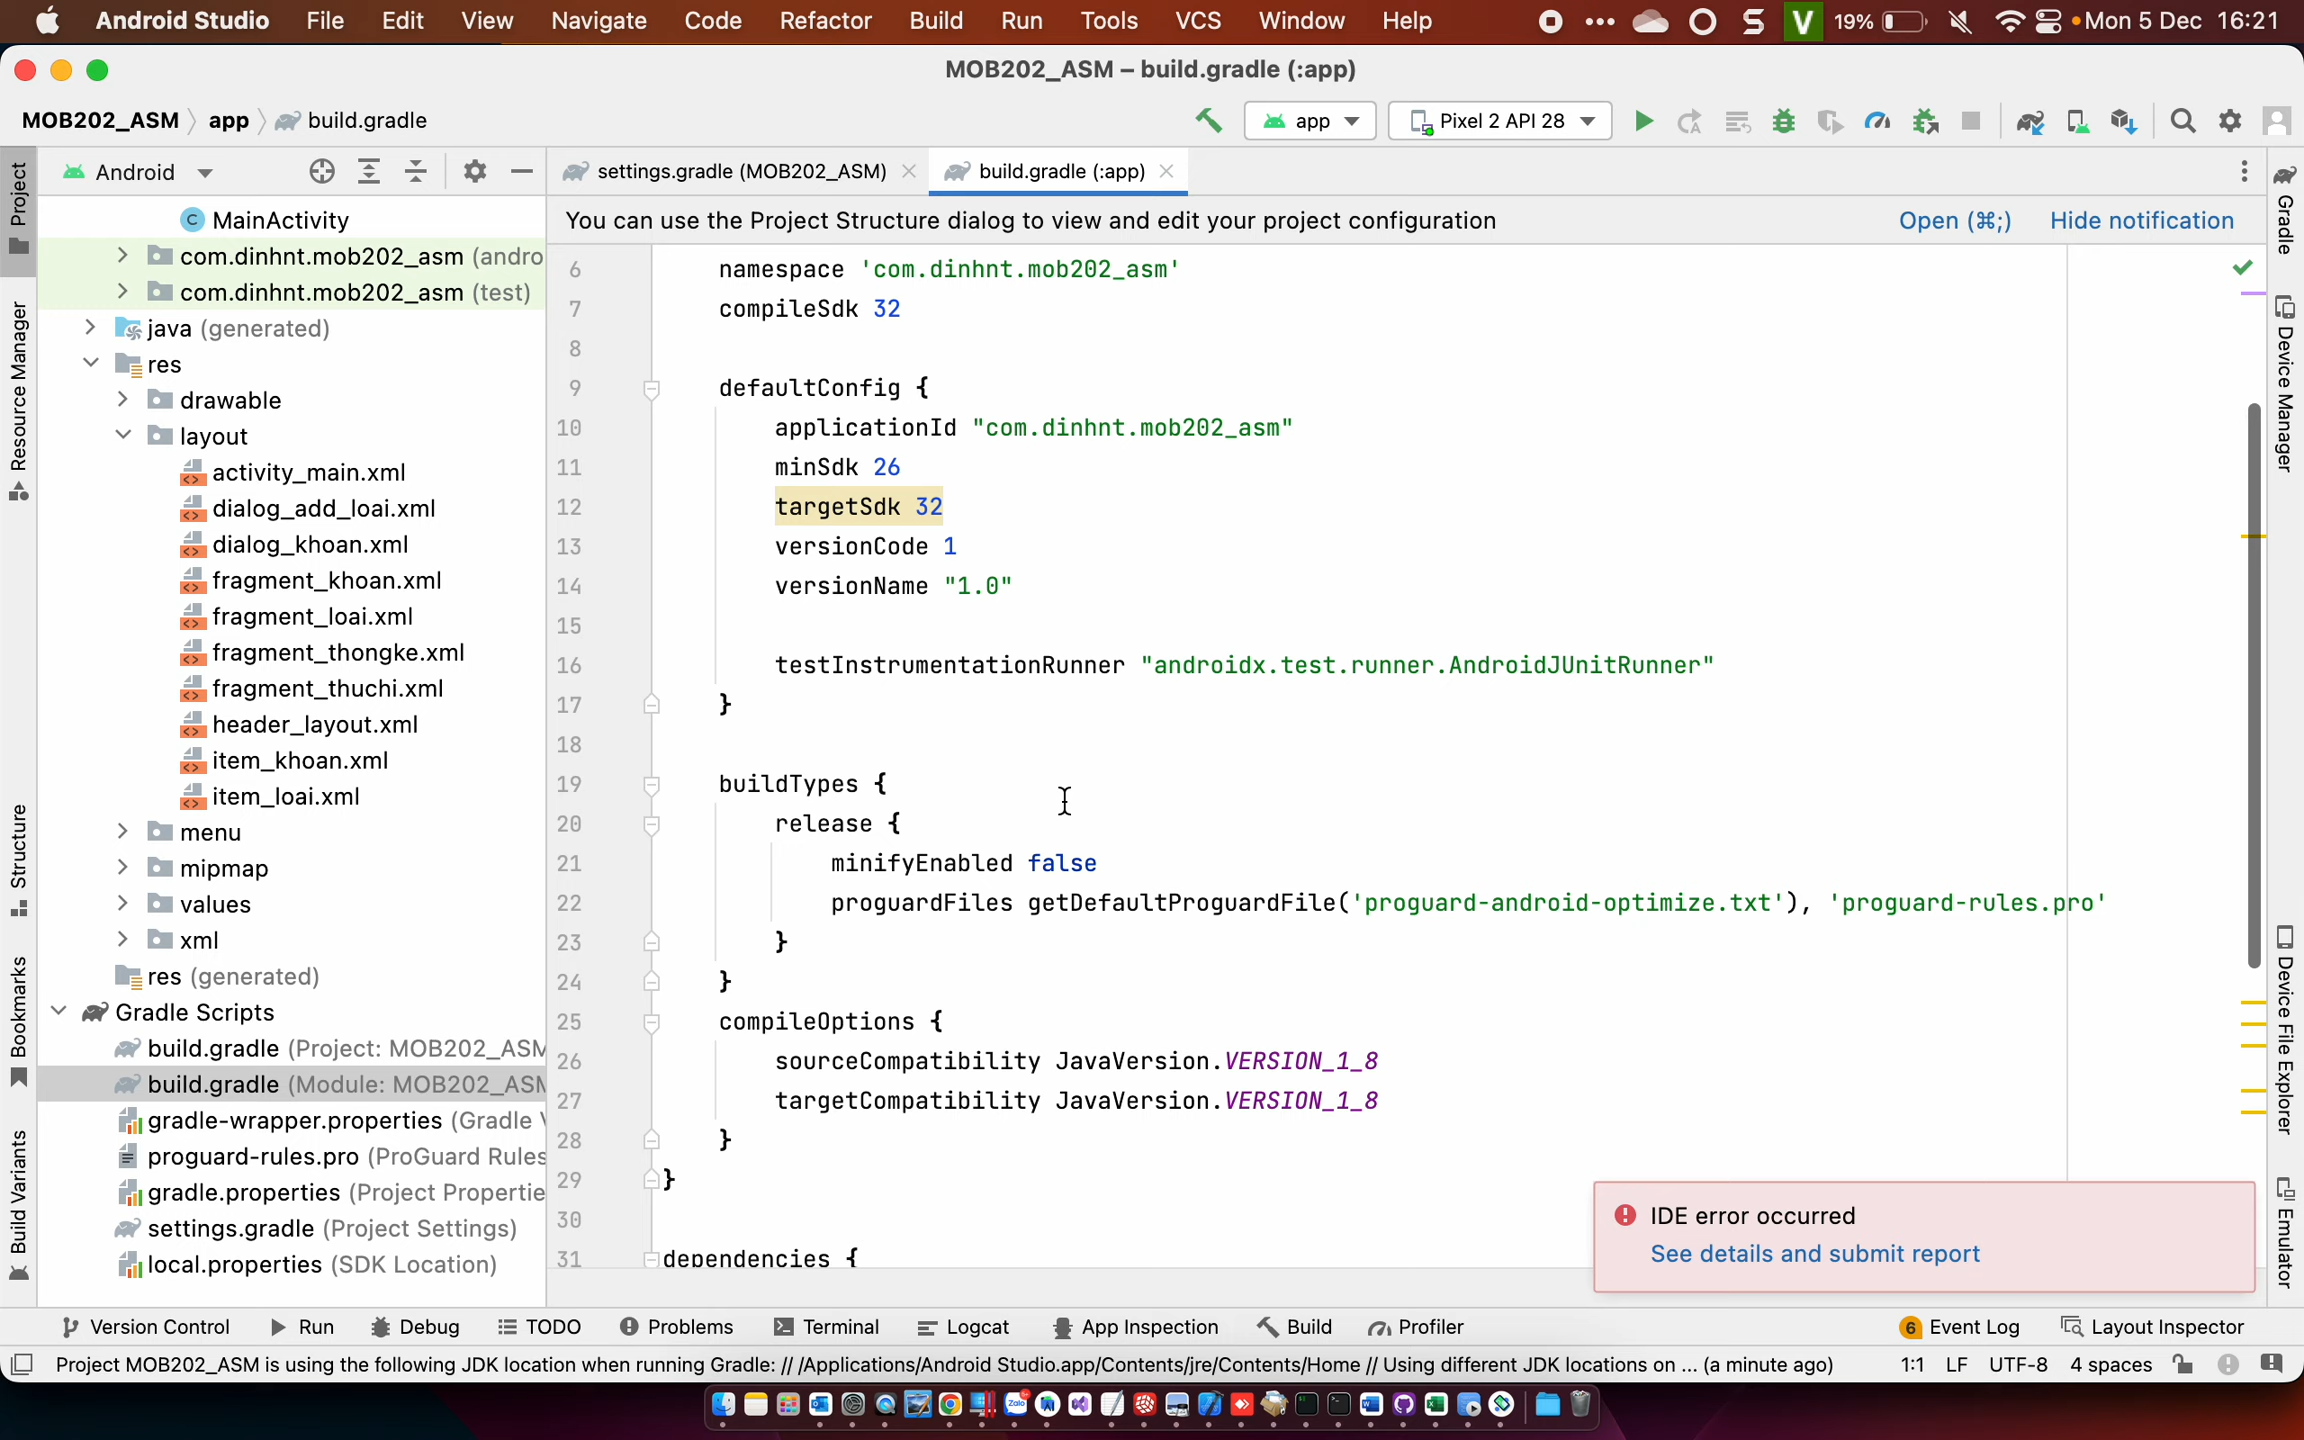 Android Studio File Edit View Navigate Code Refactor Build Run Tools VCS Window Help 19% Mon 5 Dec 16:21
MOB202_ASM – build.gradle (:app)
MOB202_ASM app build.gradle
app Pixel 2 API 28
Android
settings.gradle (MOB202_ASM) build.gradle (:app)
You can use the Project Structure dialog to view and edit your project configuration Open (⌘;) Hide notification
Project
Resource Manager
Structure
Bookmarks
Build Variants
MainActivity
com.dinhnt.mob202_asm (andro
com.dinhnt.mob202_asm (test)
java (generated)
res
drawable
layout
activity_main.xml
dialog_add_loai.xml
dialog_khoan.xml
fragment_khoan.xml
fragment_loai.xml
fragment_thongke.xml
fragment_thuchi.xml
header_layout.xml
item_khoan.xml
item_loai.xml
menu
mipmap
values
xml
res (generated)
Gradle Scripts
build.gradle (Project: MOB202_ASM
build.gradle (Module: MOB202_ASM
gradle-wrapper.properties (Gradle
proguard-rules.pro (ProGuard Rules
gradle.properties (Project Propertie
settings.gradle (Project Settings)
local.properties (SDK Location)
6 namespace 'com.dinhnt.mob202_asm'
7 compileSdk 32
8
9 defaultConfig {
10 applicationId "com.dinhnt.mob202_asm"
11 minSdk 26
12 targetSdk 32
13 versionCode 1
14 versionName "1.0"
15
16 testInstrumentationRunner "androidx.test.runner.AndroidJUnitRunner"
17 }
18
19 buildTypes {
20 release {
21 minifyEnabled false
22 proguardFiles getDefaultProguardFile('proguard-android-optimize.txt'), 'proguard-rules.pro'
23 }
24 }
25 compileOptions {
26 sourceCompatibility JavaVersion.VERSION_1_8
27 targetCompatibility JavaVersion.VERSION_1_8
28 }
29 }
30
31 dependencies {
IDE error occurred
See details and submit report
Gradle
Device Manager
Device File Explorer
Emulator
Version Control Run Debug TODO Problems Terminal Logcat App Inspection Build Profiler 6 Event Log Layout Inspector
Project MOB202_ASM is using the following JDK location when running Gradle: // /Applications/Android Studio.app/Contents/jre/Contents/Home // Using different JDK locations on ... (a minute ago) 1:1 LF UTF-8 4 spaces